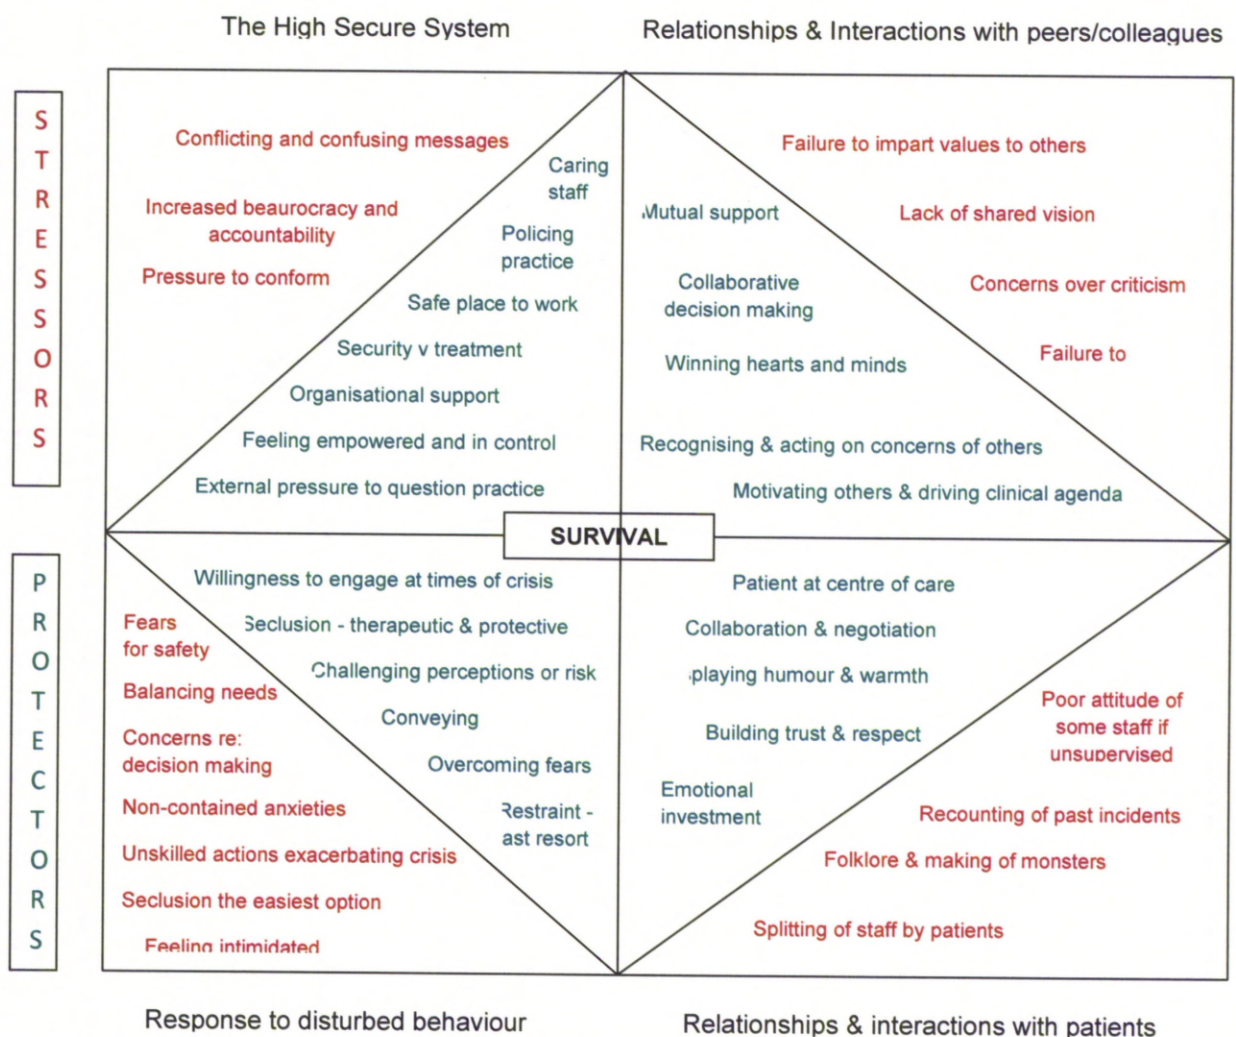 The High Secure System
Relationships & Interactions with peers/colleagues
STRESSORS
Conflicting and confusing messages
Increased beaurocracy and
accountability
Pressure to conform
Caring
staff
Policing
practice
Safe place to work
Security v treatment
Organisational support
Feeling empowered and in control
External pressure to question practice
Failure to impart values to others
Lack of shared vision
Concerns over criticism
Failure to
Mutual support
Collaborative
decision making
Winning hearts and minds
Recognising & acting on concerns of others
Motivating others & driving clinical agenda
SURVIVAL
PROTECTORS
Willingness to engage at times of crisis
Seclusion - therapeutic & protective
Challenging perceptions or risk
Conveying
Overcoming fears
Restraint -
ast resort
Fears
for safety
Balancing needs
Concerns re:
decision making
Non-contained anxieties
Unskilled actions exacerbating crisis
Seclusion the easiest option
Feeling intimidated
Patient at centre of care
Collaboration & negotiation
playing humour & warmth
Building trust & respect
Emotional
investment
Poor attitude of
some staff if
unsupervised
Recounting of past incidents
Folklore & making of monsters
Splitting of staff by patients
Response to disturbed behaviour
Relationships & interactions with patients